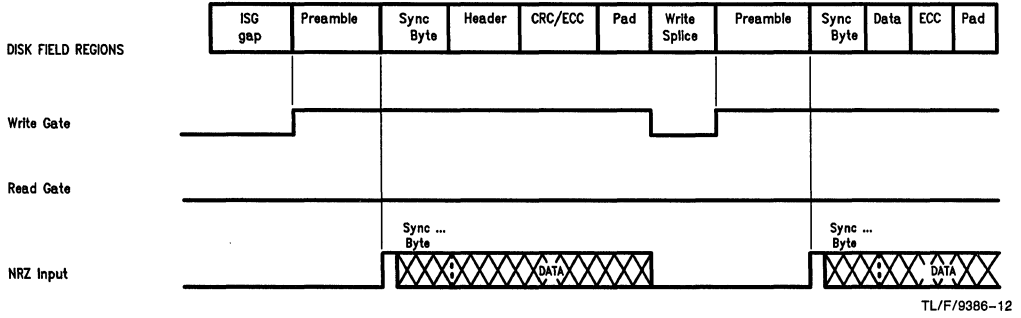 ISG gap
Preamble
Sync Byte
Header
CRC/ECC
Pad
Write Splice
Preamble
Sync Byte
Data
ECC
Pad
DISK FIELD REGIONS
Write Gate
Read Gate
Sync ...
Byte
Sync ...
Byte
NRZ Input
DATA
DATA
TL/F/9386-12